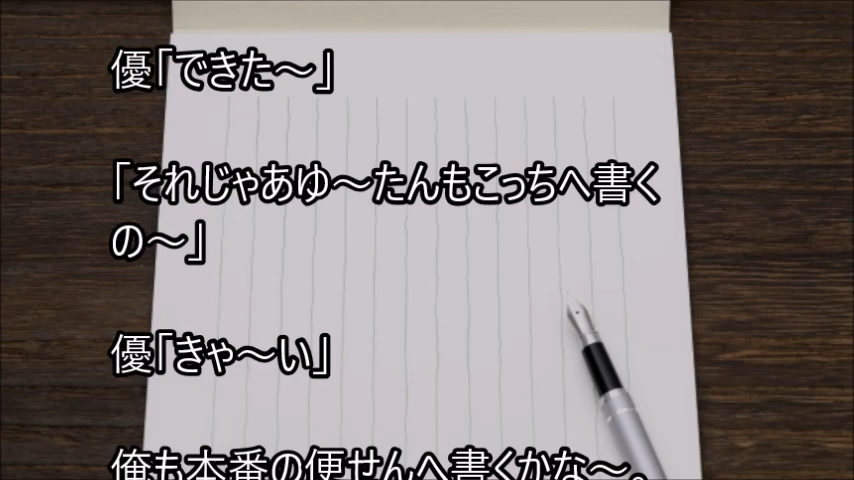 優「できた～」
「それじゃあゆ～たんもこっちへ書く
の～」
優「きゃ～い」
俺も本番の便せんへ書くかな～。